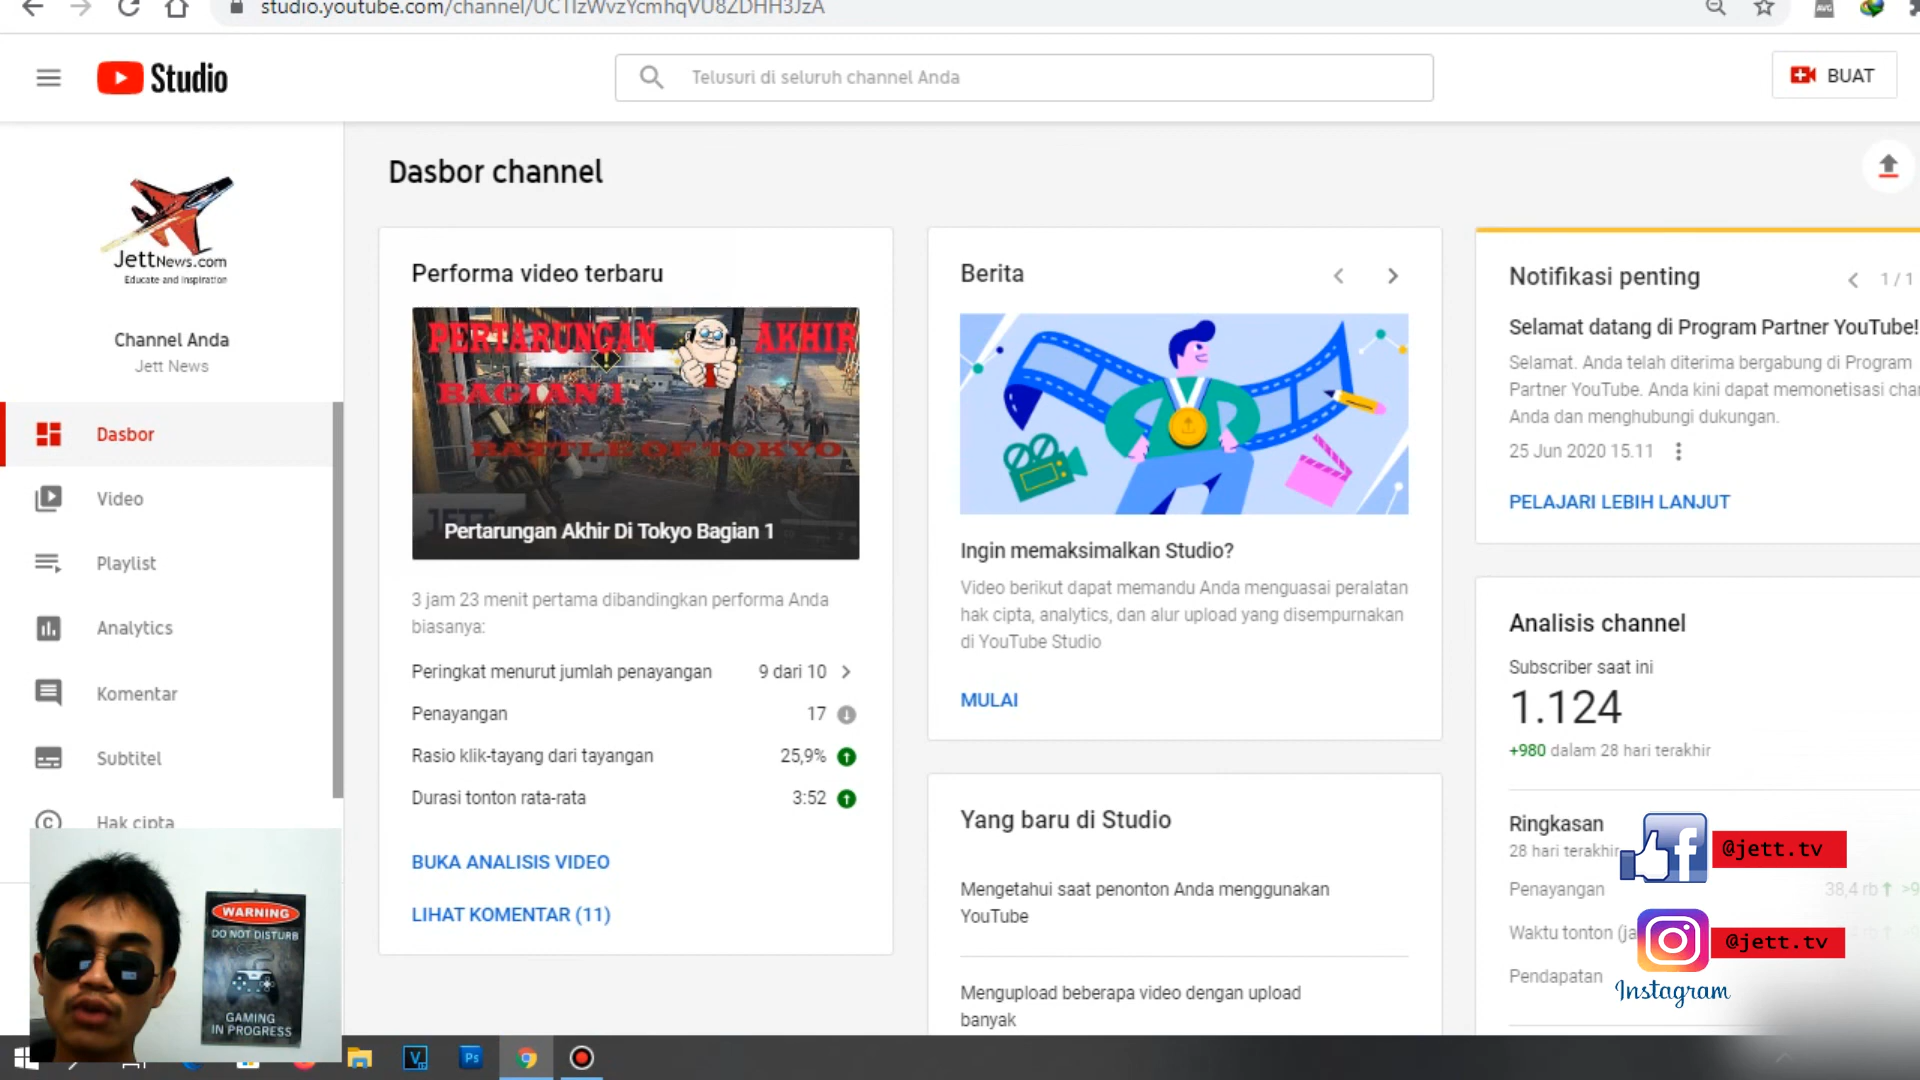 studio.youtube.com/channel/UCTIzWvzYcmhqVU8ZDHH3JzA
AVG
Studio
Telusuri di seluruh channel Anda
BUAT
JettNews.com
Educate and Inspiration
Channel Anda
Jett News
Dasbor
Video
Playlist
Analytics
Komentar
Subtitel
Hak cipta
Dasbor channel
Performa video terbaru
PERTARUNGAN AKHIR
BAGIAN 1
BATTLE OF TOKYO
JETT
Pertarungan Akhir Di Tokyo Bagian 1
3 jam 23 menit pertama dibandingkan performa Anda
biasanya:
Peringkat menurut jumlah penayangan 9 dari 10
Penayangan 17
Rasio klik-tayang dari tayangan 25,9%
Durasi tonton rata-rata 3:52
BUKA ANALISIS VIDEO
LIHAT KOMENTAR (11)
Berita
Ingin memaksimalkan Studio?
Video berikut dapat memandu Anda menguasai peralatan
hak cipta, analytics, dan alur upload yang disempurnakan
di YouTube Studio
MULAI
Yang baru di Studio
Mengetahui saat penonton Anda menggunakan
YouTube
Mengupload beberapa video dengan upload
banyak
Notifikasi penting 1 / 1
Selamat datang di Program Partner YouTube!
Selamat. Anda telah diterima bergabung di Program
Partner YouTube. Anda kini dapat memonetisasi cha
Anda dan menghubungi dukungan.
25 Jun 2020 15.11
PELAJARI LEBIH LANJUT
Analisis channel
Subscriber saat ini
1.124
+980 dalam 28 hari terakhir
Ringkasan
28 hari terakhir
Penayangan 38,4 rb >9
Waktu tonton (ja
Pendapatan
@jett.tv
@jett.tv
Instagram
WARNING
DO NOT DISTURB
GAMING
IN PROGRESS
Ps